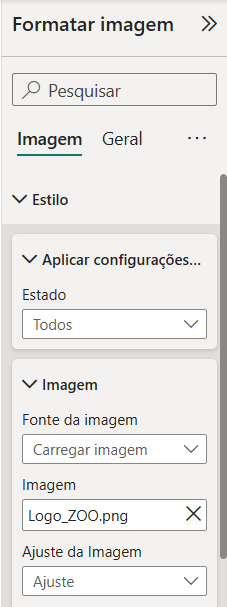 Formatar imagem
Pesquisar
Imagem Geral
Estilo
Aplicar configurações...
Estado
Todos
Imagem
Fonte da imagem
Carregar imagem
Imagem
Logo_ZOO.png
Ajuste da Imagem
Ajuste